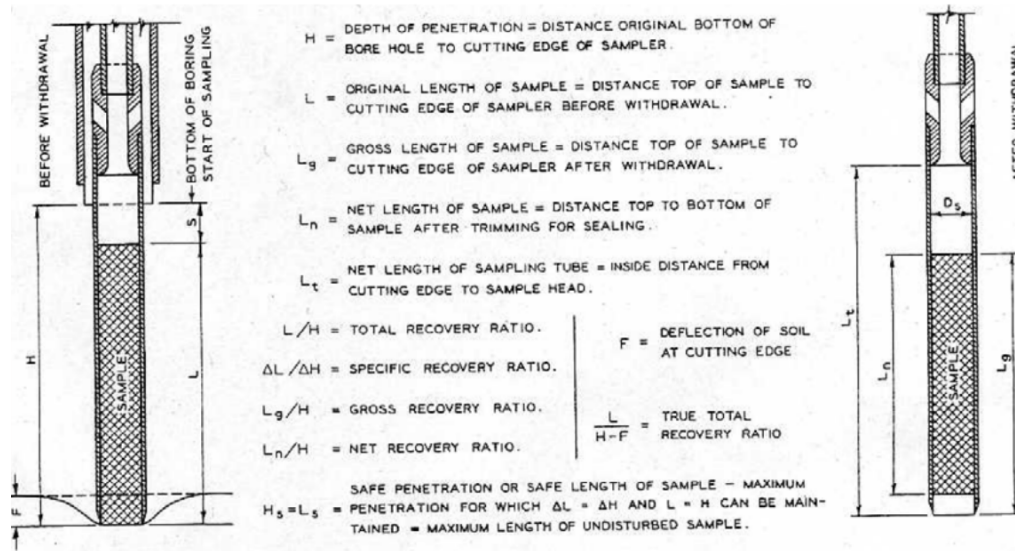 BEFORE WITHDRAWAL
BOTTOM OF BORING
START OF SAMPLING
S
H
L
SAMPLE
F
H = DEPTH OF PENETRATION = DISTANCE ORIGINAL BOTTOM OF
BORE HOLE TO CUTTING EDGE OF SAMPLER.
L = ORIGINAL LENGTH OF SAMPLE = DISTANCE TOP OF SAMPLE TO
CUTTING EDGE OF SAMPLER BEFORE WITHDRAWAL.
Lg = GROSS LENGTH OF SAMPLE = DISTANCE TOP OF SAMPLE TO
CUTTING EDGE OF SAMPLER AFTER WITHDRAWAL.
Ln = NET LENGTH OF SAMPLE = DISTANCE TOP TO BOTTOM OF
SAMPLE AFTER TRIMMING FOR SEALING.
Lt = NET LENGTH OF SAMPLING TUBE = INSIDE DISTANCE FROM
CUTTING EDGE TO SAMPLE HEAD.
L/H = TOTAL RECOVERY RATIO.
ΔL/ΔH = SPECIFIC RECOVERY RATIO.
Lg/H = GROSS RECOVERY RATIO.
Ln/H = NET RECOVERY RATIO.
F = DEFLECTION OF SOIL
AT CUTTING EDGE
L
H-F = TRUE TOTAL
RECOVERY RATIO
SAFE PENETRATION OR SAFE LENGTH OF SAMPLE - MAXIMUM
Hs=Ls = PENETRATION FOR WHICH ΔL = ΔH AND L = H CAN BE MAIN-
TAINED = MAXIMUM LENGTH OF UNDISTURBED SAMPLE.
Ds
Lt
Ln
SAMPLE
Lg